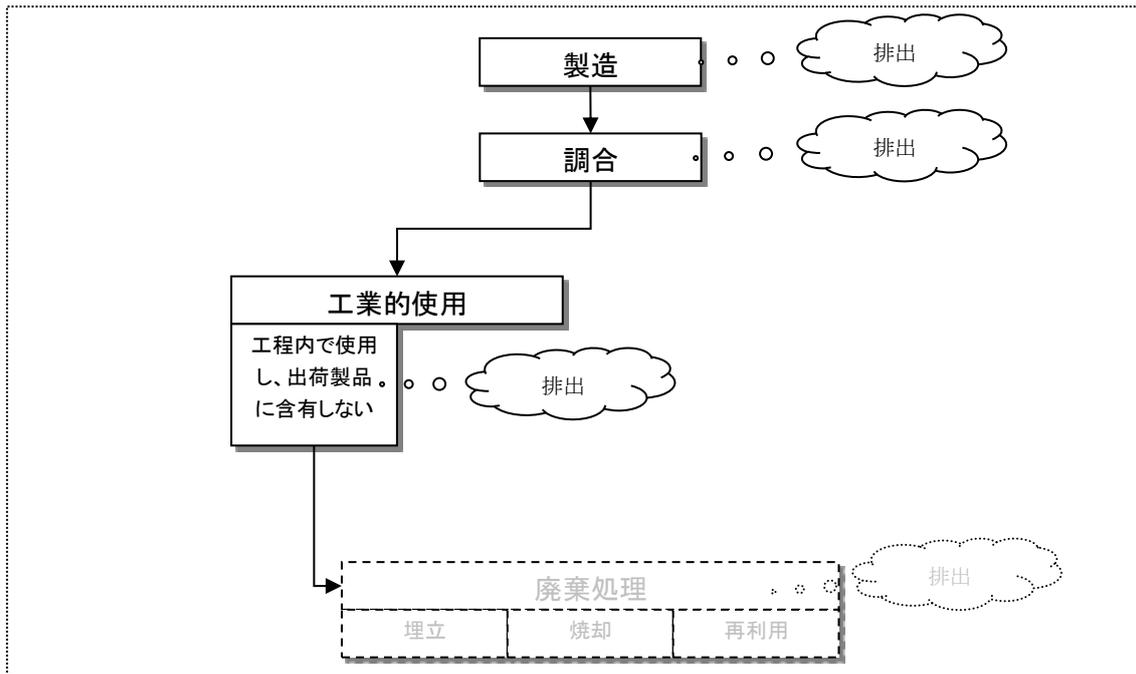 製造
排出
調合
排出
工業的使用
工程内で使用
し、出荷製品
に含有しない
排出
廃棄処理
排出
埋立
焼却
再利用